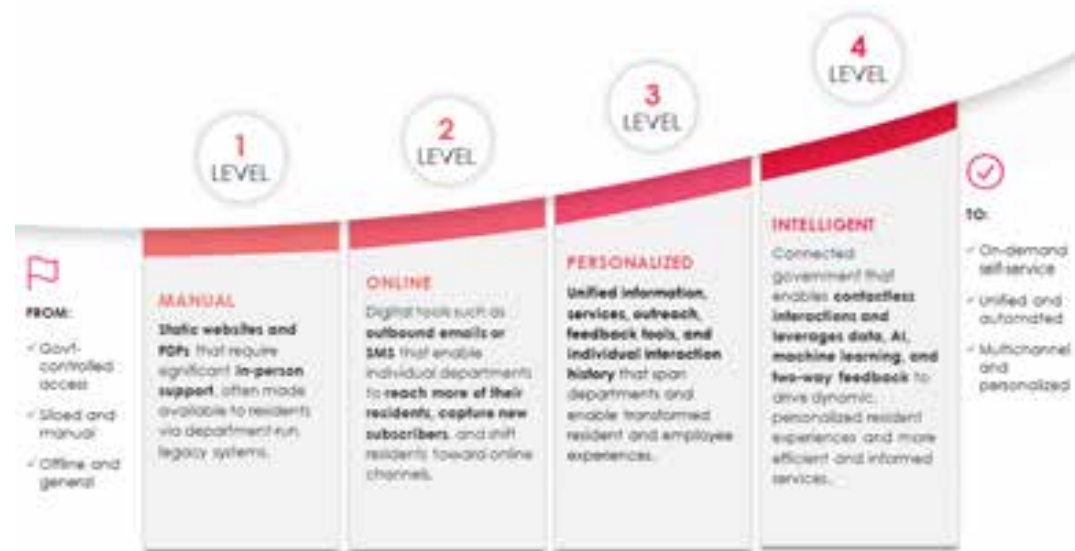 1
LEVEL
2
LEVEL
3
LEVEL
4
LEVEL
FROM:
Govt-
controlled
access
Siloed and
manual
Offline and
general
MANUAL
Static websites and
PDFs that require
significant in-person
support, often made
available to residents
via department-run
legacy systems.
ONLINE
Digital tools such as
outbound emails or
SMS that enable
individual departments
to reach more of their
residents, capture new
subscribers, and shift
residents toward online
channels.
PERSONALIZED
Unified information,
services, outreach,
feedback tools, and
individual interaction
history that span
departments and
enable transformed
resident and employee
experiences.
INTELLIGENT
Connected
government that
enables contactless
interactions and
leverages data, AI,
machine learning, and
two-way feedback to
drive dynamic,
personalized resident
experiences and more
efficient and informed
services.
TO:
On-demand
self-service
Unified and
automated
Multichannel
and
personalized